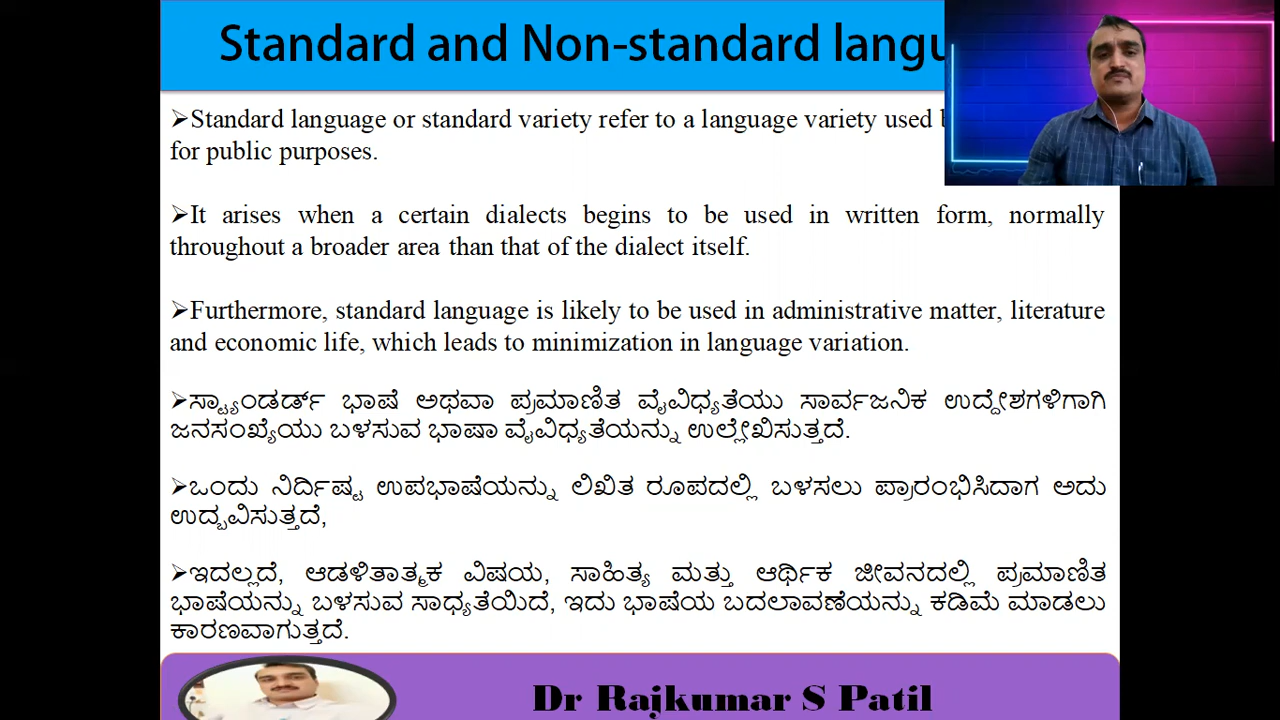 Standard and Non-standard langu
➢Standard language or standard variety refer to a language variety used
for public purposes.
➢It arises when a certain dialects begins to be used in written form, normally
throughout a broader area than that of the dialect itself.
➢Furthermore, standard language is likely to be used in administrative matter, literature
and economic life, which leads to minimization in language variation.
➢ಸ್ಟ್ಯಾಂಡರ್ಡ್ ಭಾಷೆ ಅಥವಾ ಪ್ರಮಾಣಿತ ವೈವಿಧ್ಯತೆಯು ಸಾರ್ವಜನಿಕ ಉದ್ದೇಶಗಳಿಗಾಗಿ
ಜನಸಂಖ್ಯೆಯು ಬಳಸುವ ಭಾಷಾ ವೈವಿಧ್ಯತೆಯನ್ನು ಉಲ್ಲೇಖಿಸುತ್ತದೆ.
➢ಒಂದು ನಿರ್ದಿಷ್ಟ ಉಪಭಾಷೆಯನ್ನು ಲಿಖಿತ ರೂಪದಲ್ಲಿ ಬಳಸಲು ಪ್ರಾರಂಭಿಸಿದಾಗ ಅದು
ಉದ್ಭವಿಸುತ್ತದೆ,
➢ಇದಲ್ಲದೆ, ಆಡಳಿತಾತ್ಮಕ ವಿಷಯ, ಸಾಹಿತ್ಯ ಮತ್ತು ಆರ್ಥಿಕ ಜೀವನದಲ್ಲಿ ಪ್ರಮಾಣಿತ
ಭಾಷೆಯನ್ನು ಬಳಸುವ ಸಾಧ್ಯತೆಯಿದೆ, ಇದು ಭಾಷೆಯ ಬದಲಾವಣೆಯನ್ನು ಕಡಿಮೆ ಮಾಡಲು
ಕಾರಣವಾಗುತ್ತದೆ.
Dr Rajkumar S Patil